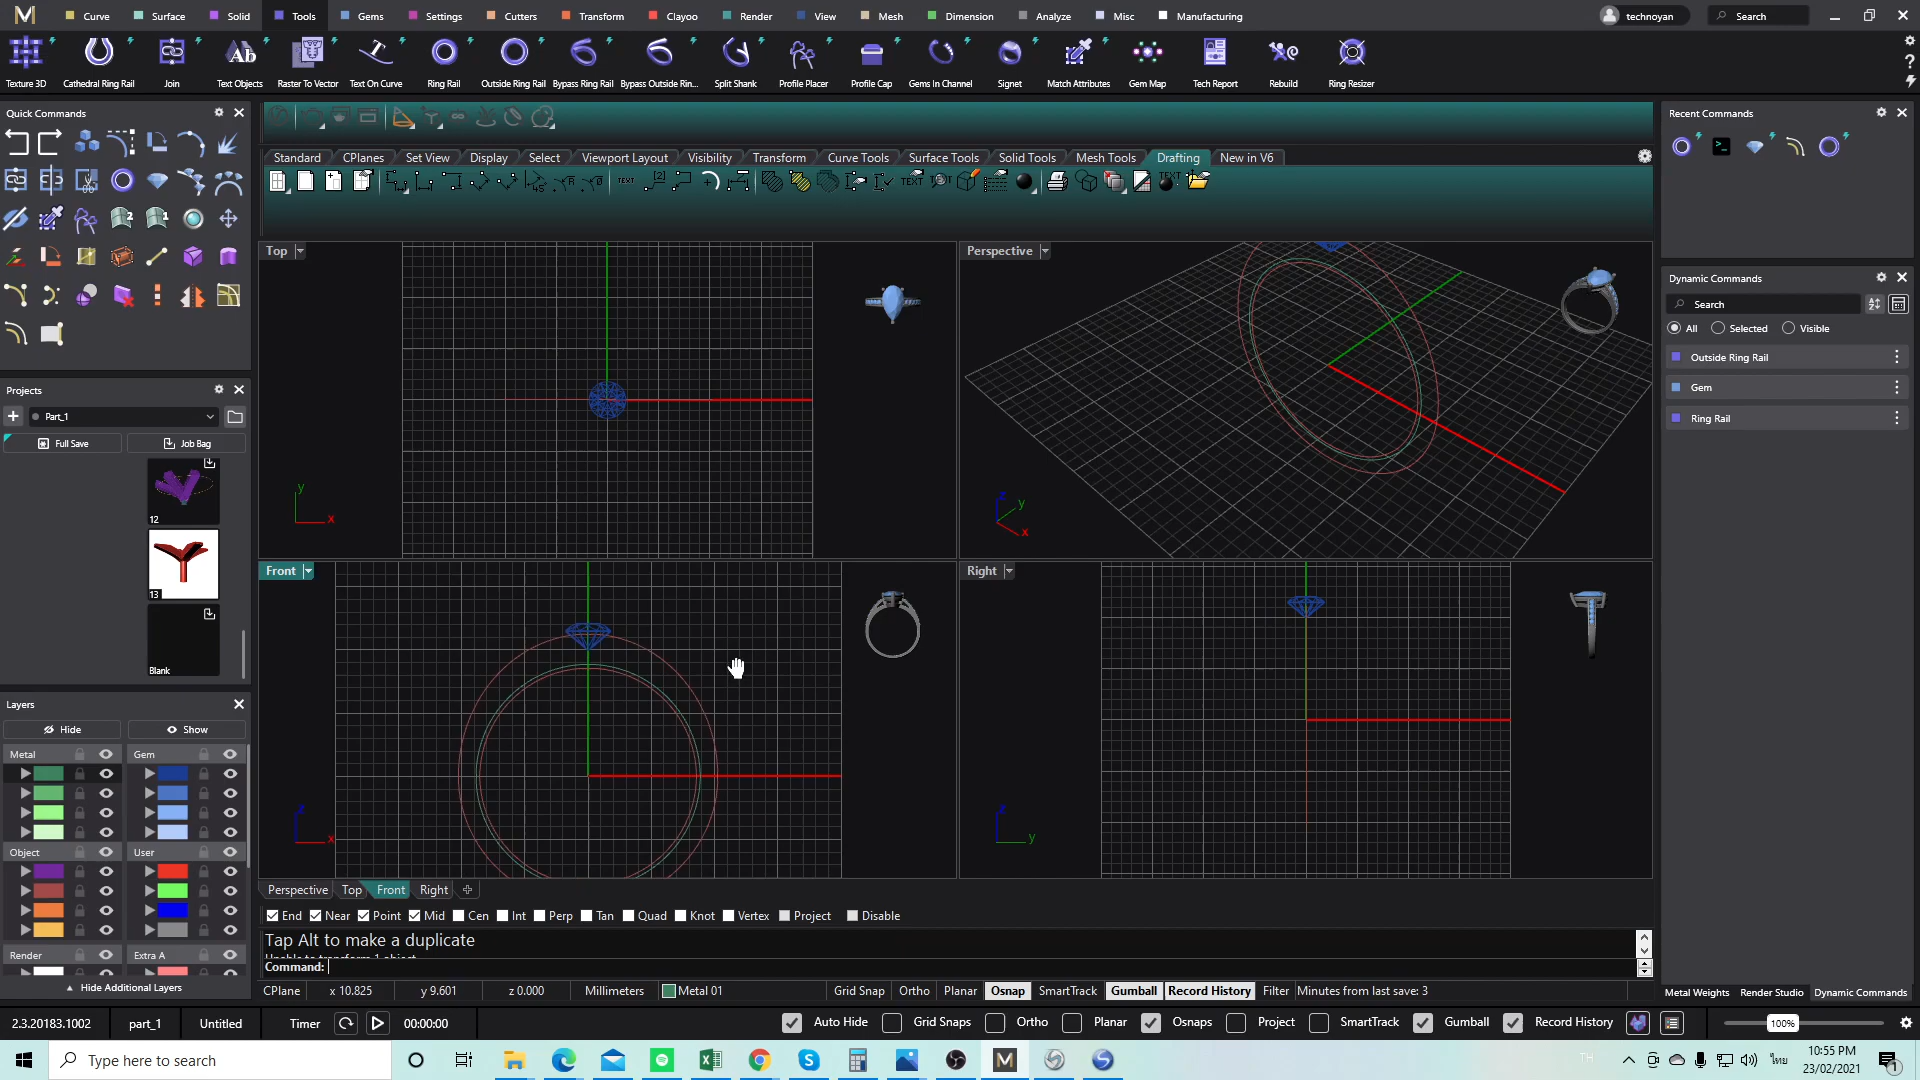 Curve Surface Solid Tools Gems Settings Cutters Transform Clayoo Render View Mesh Dimension Analyze Misc Manufacturing technoyan Search
Texture 3D Cathedral Ring Rail Join Text Objects Raster To Vector Text On Curve Ring Rail Outside Ring Rail Bypass Ring Rail Bypass Outside Rin... Split Shank Profile Placer Profile Cap Gems In Channel Signet Match Attributes Gem Map Tech Report Rebuild Ring Resizer
Quick Commands
Standard CPlanes Set View Display Select Viewport Layout Visibility Transform Curve Tools Surface Tools Solid Tools Mesh Tools Drafting New in V6
Top
y
x
Perspective
z
y
x
Front
z
x
Right
z
y
Projects
Part_1
Full Save Job Bag
12
13
Blank
Layers
Hide Show
Metal Gem
Object User
Render Extra A
Hide Additional Layers
Perspective Top Front Right
End Near Point Mid Cen Int Perp Tan Quad Knot Vertex Project Disable
Tap Alt to make a duplicate
Unable to transform 1 object
Command:
CPlane x 10.825 y 9.601 z 0.000 Millimeters Metal 01 Grid Snap Ortho Planar Osnap SmartTrack Gumball Record History Filter Minutes from last save: 3
Recent Commands
Dynamic Commands
Search
All Selected Visible
Outside Ring Rail
Gem
Ring Rail
Metal Weights Render Studio Dynamic Commands
2.3.20183.1002 part_1 Untitled Timer 00:00:00 Auto Hide Grid Snaps Ortho Planar Osnaps Project SmartTrack Gumball Record History 100%
Type here to search
TH ไทย 10:55 PM
23/02/2021
1